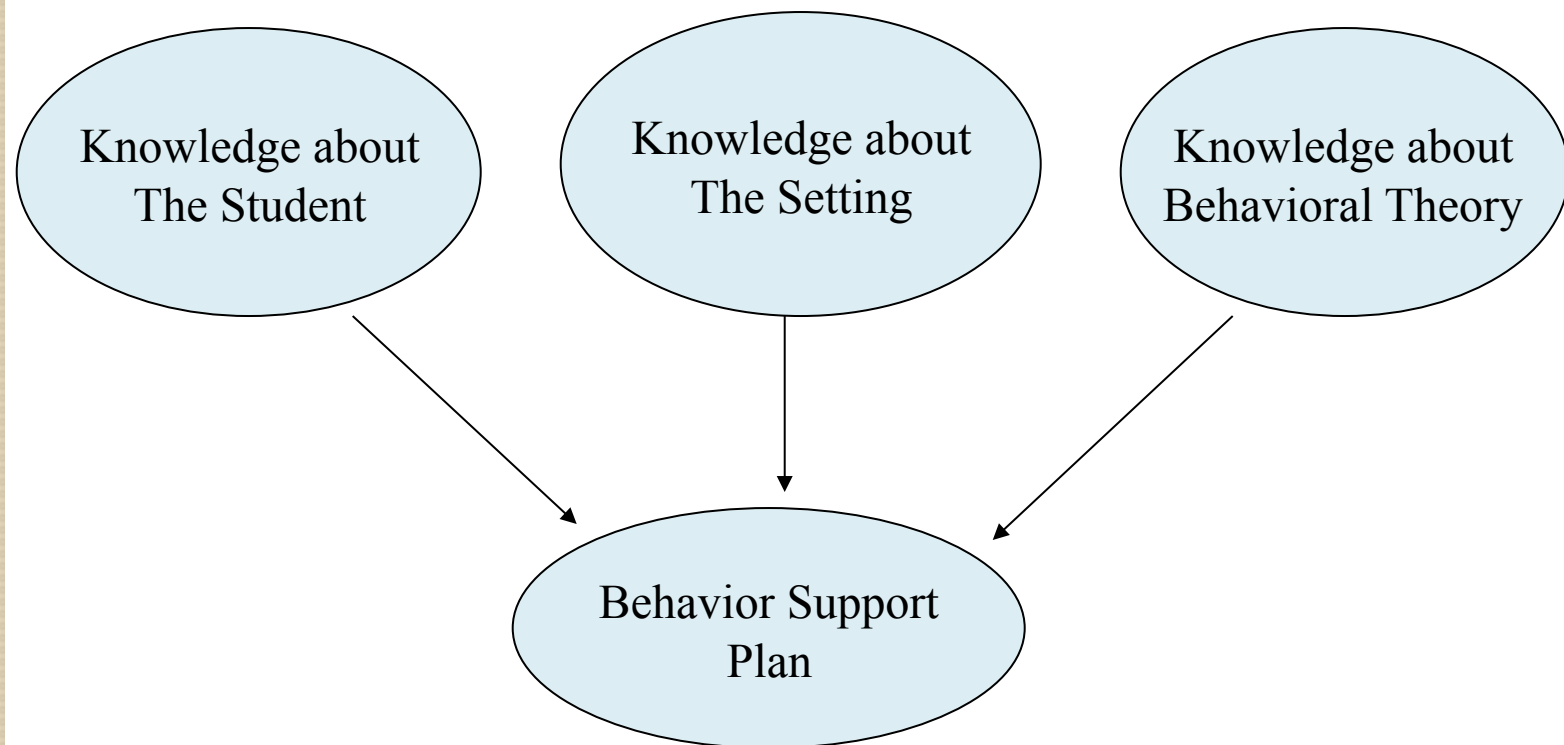 Knowledge about
The Student
Knowledge about
The Setting
Knowledge about
Behavioral Theory
Behavior Support
Plan